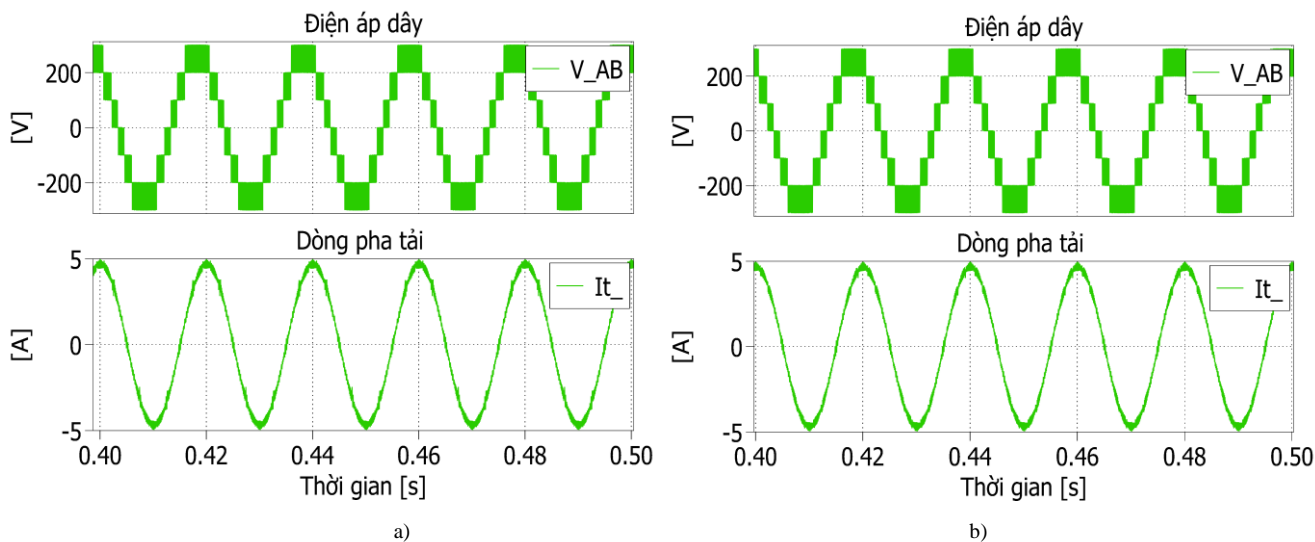 Điện áp dây
V_AB
[V]
200
0
-200
Dòng pha tải
It_
[A]
5
0
-5
0.40 0.42 0.44 0.46 0.48 0.50
Thời gian [s]
a)
Điện áp dây
V_AB
[V]
200
0
-200
Dòng pha tải
It_
[A]
5
0
-5
0.40 0.42 0.44 0.46 0.48 0.50
Thời gian [s]
b)